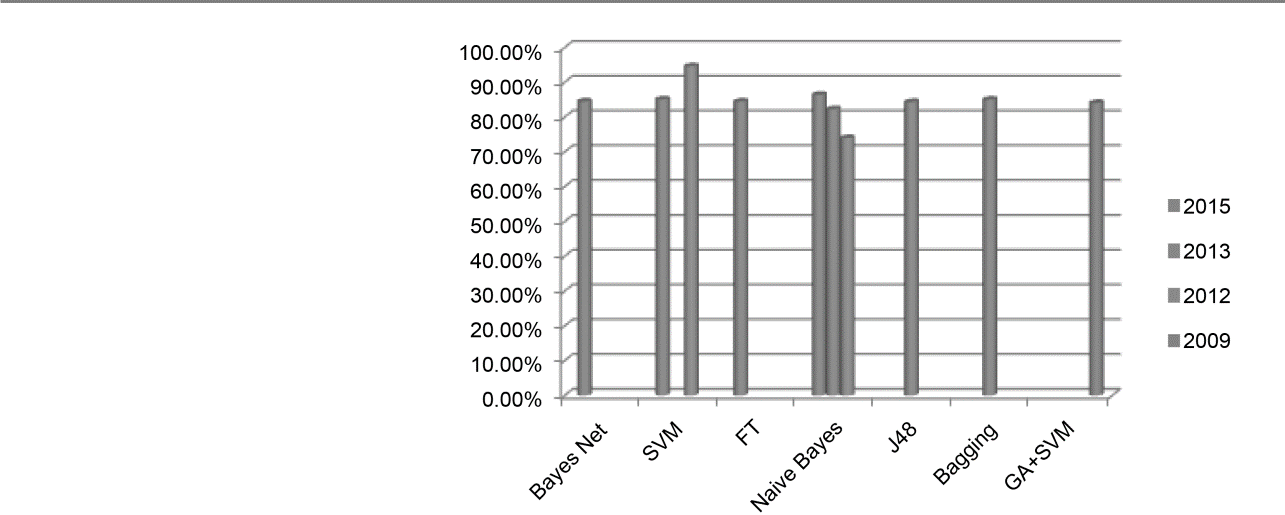 100.00%
90.00%
80.00%
70.00%
60.00%
50.00%
40.00%
30.00%
20.00%
10.00%
0.00%
Bayes Net
SVM
FT
Naive Bayes
J48
Bagging
GA+SVM
2015
2013
2012
2009